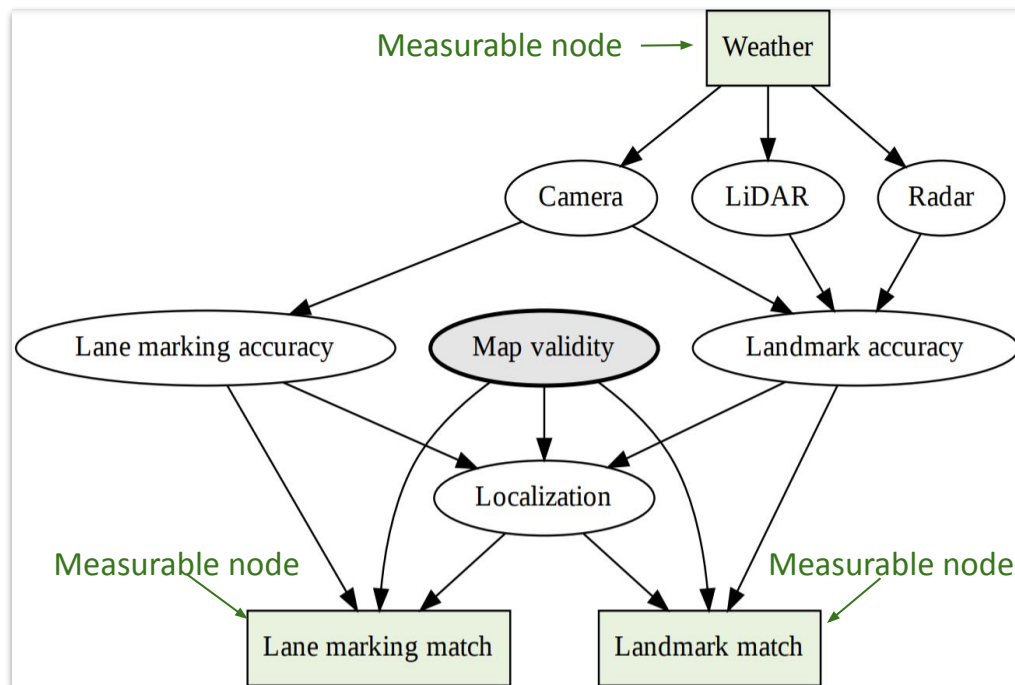 Measurable node
Weather
Camera
LiDAR
Radar
Lane marking accuracy
Map validity
Landmark accuracy
Localization
Measurable node
Measurable node
Lane marking match
Landmark match